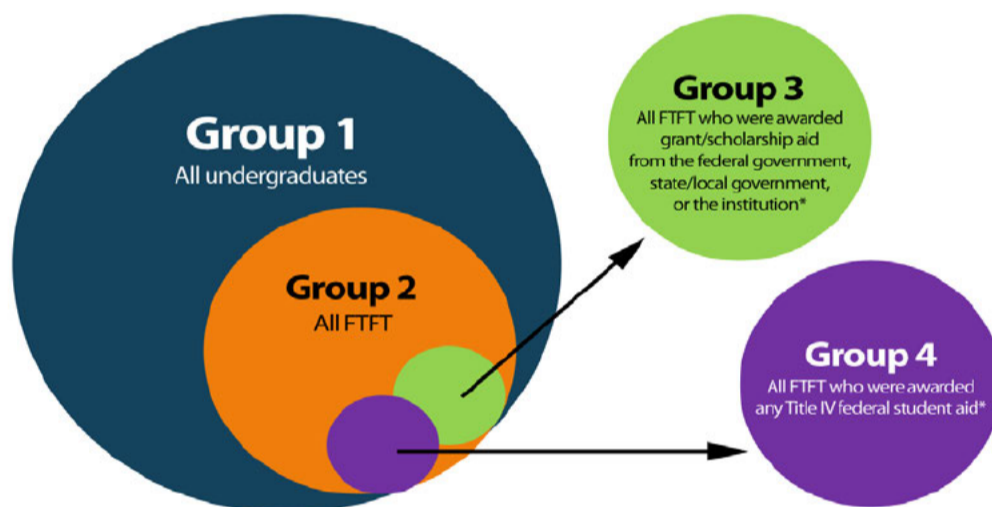 Group 1
All undergraduates
Group 2
All FTFT
Group 3
All FTFT who were awarded
grant/scholarship aid
from the federal government,
state/local government,
or the institution*
Group 4
All FTFT who were awarded
any Title IV federal student aid*